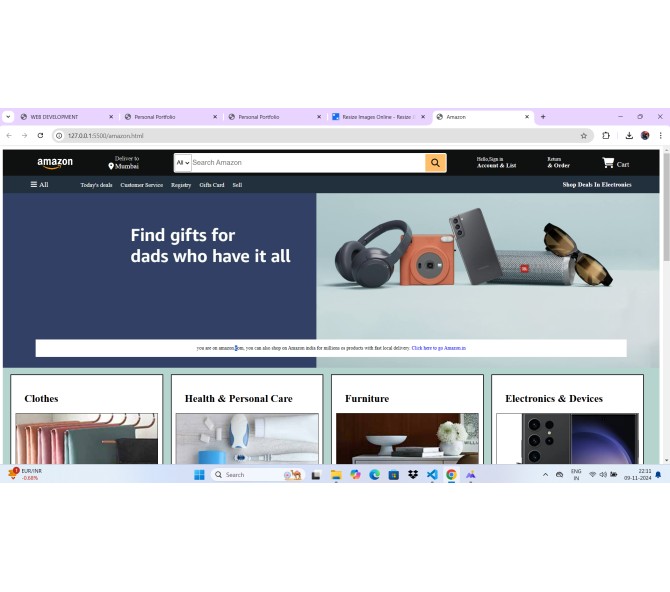 WEB DEVELOPMENT
Personal Portfolio
Personal Portfolio
Resize Images Online - Resize
Amazon
127.0.0.1:5500/amazon.html
amazon
Deliver to
Mumbai
All
Search Amazon
Hello,Sign in
Account & List
Return
& Order
Cart
All
Today's deals
Customer Service
Registry
Gifts Card
Sell
Shop Deals In Electronics
Find gifts for
dads who have it all
JBL
you are on amazon.com, you can also shop on Amazon india for millions os products with fast local delivery. Click here to go Amazon.in
Clothes
Health & Personal Care
Furniture
Electronics & Devices
EUR/INR
-0.68%
Search
ENG
IN
22:11
09-11-2024